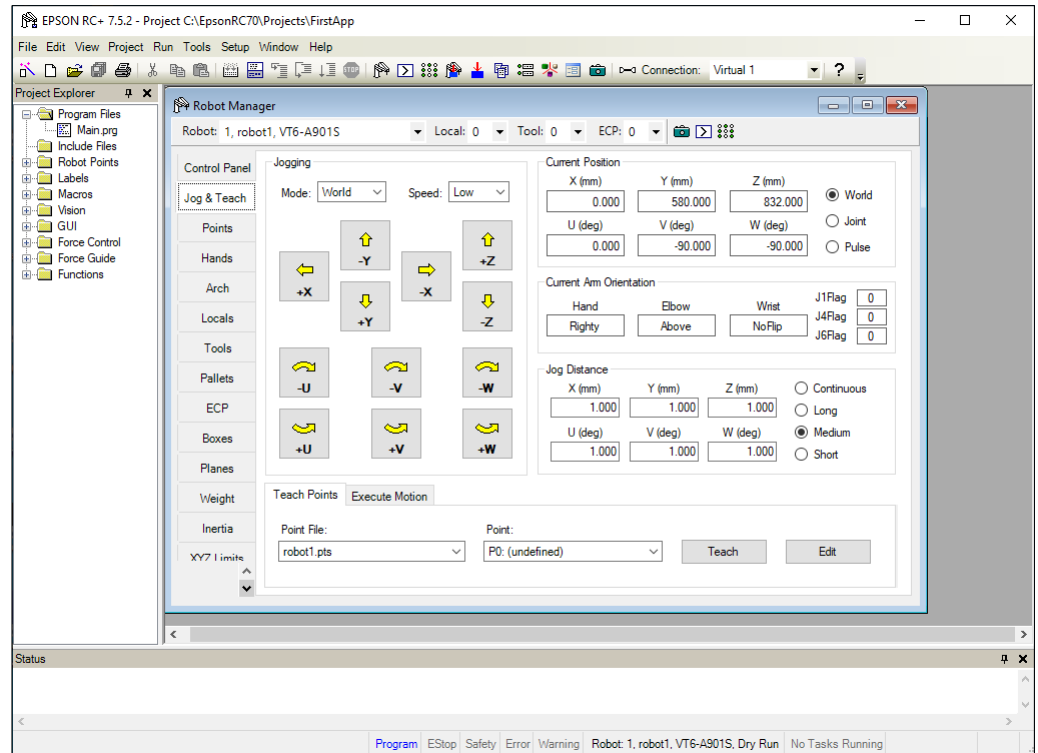 EPSON RC+ 7.5.2 - Project C:\EpsonRC70\Projects\FirstApp
File Edit View Project Run Tools Setup Window Help
Connection: Virtual 1 ?
Project Explorer
Program Files
Main.prg
Include Files
Robot Points
Labels
Macros
Vision
GUI
Force Control
Force Guide
Functions
Robot Manager
Robot: 1, robot1, VT6-A901S Local: 0 Tool: 0 ECP: 0
Control Panel
Jog & Teach
Points
Hands
Arch
Locals
Tools
Pallets
ECP
Boxes
Planes
Weight
Inertia
XYZ Limits
Jogging
Mode: World Speed: Low
-Y +Z
+X -X
+Y -Z
-U -V -W
+U +V +W
Current Position
X (mm) Y (mm) Z (mm)
0.000 580.000 832.000
U (deg) V (deg) W (deg)
0.000 -90.000 -90.000
World
Joint
Pulse
Current Arm Orientation
Hand Elbow Wrist
Righty Above NoFlip
J1Flag 0
J4Flag 0
J6Flag 0
Jog Distance
X (mm) Y (mm) Z (mm)
1.000 1.000 1.000
U (deg) V (deg) W (deg)
1.000 1.000 1.000
Continuous
Long
Medium
Short
Teach Points Execute Motion
Point File: Point:
robot1.pts P0: (undefined) Teach Edit
Status
Program EStop Safety Error Warning Robot: 1, robot1, VT6-A901S, Dry Run No Tasks Running